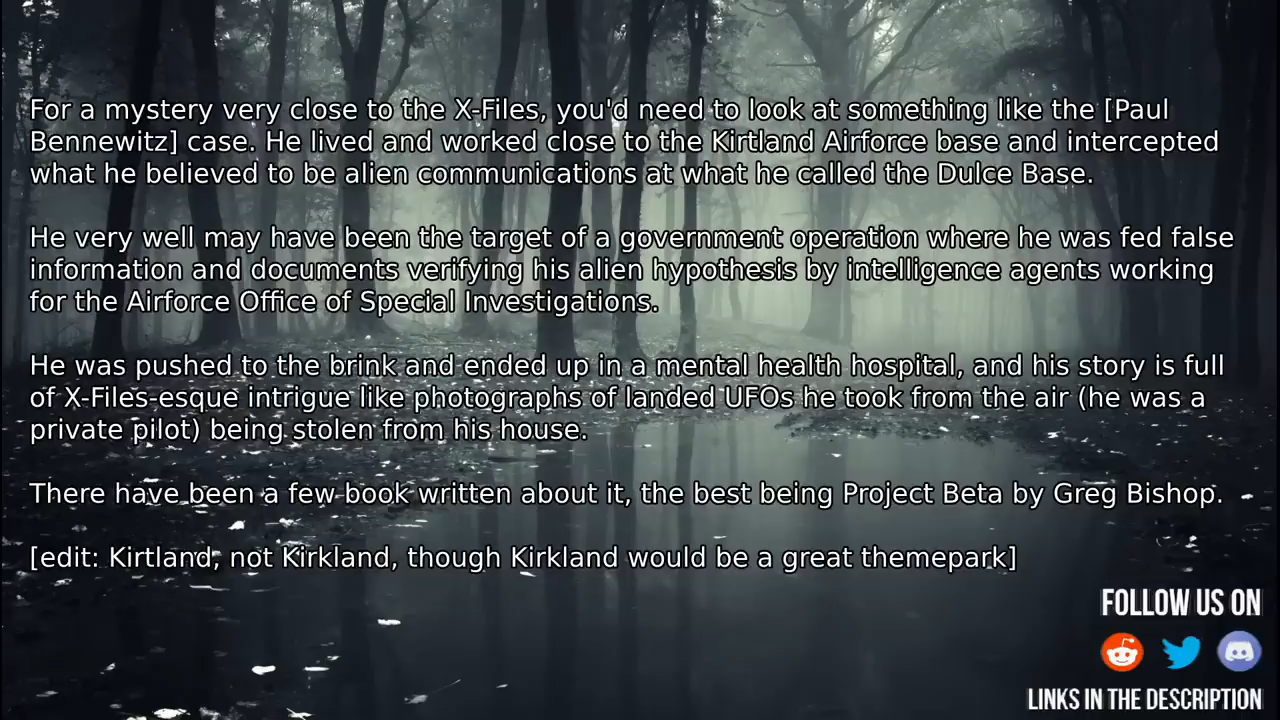 For a mystery very close to the X-Files, you'd need to look at something like the [Paul
Bennewitz] case. He lived and worked close to the Kirtland Airforce base and intercepted
what he believed to be alien communications at what he called the Dulce Base.
He very well may have been the target of a government operation where he was fed false
information and documents verifying his alien hypothesis by intelligence agents working
for the Airforce Office of Special Investigations.
He was pushed to the brink and ended up in a mental health hospital, and his story is full
of X-Files-esque intrigue like photographs of landed UFOs he took from the air (he was a
private pilot) being stolen from his house.
There have been a few book written about it, the best being Project Beta by Greg Bishop.
[edit: Kirtland, not Kirkland, though Kirkland would be a great themepark]
FOLLOW US ON
LINKS IN THE DESCRIPTION